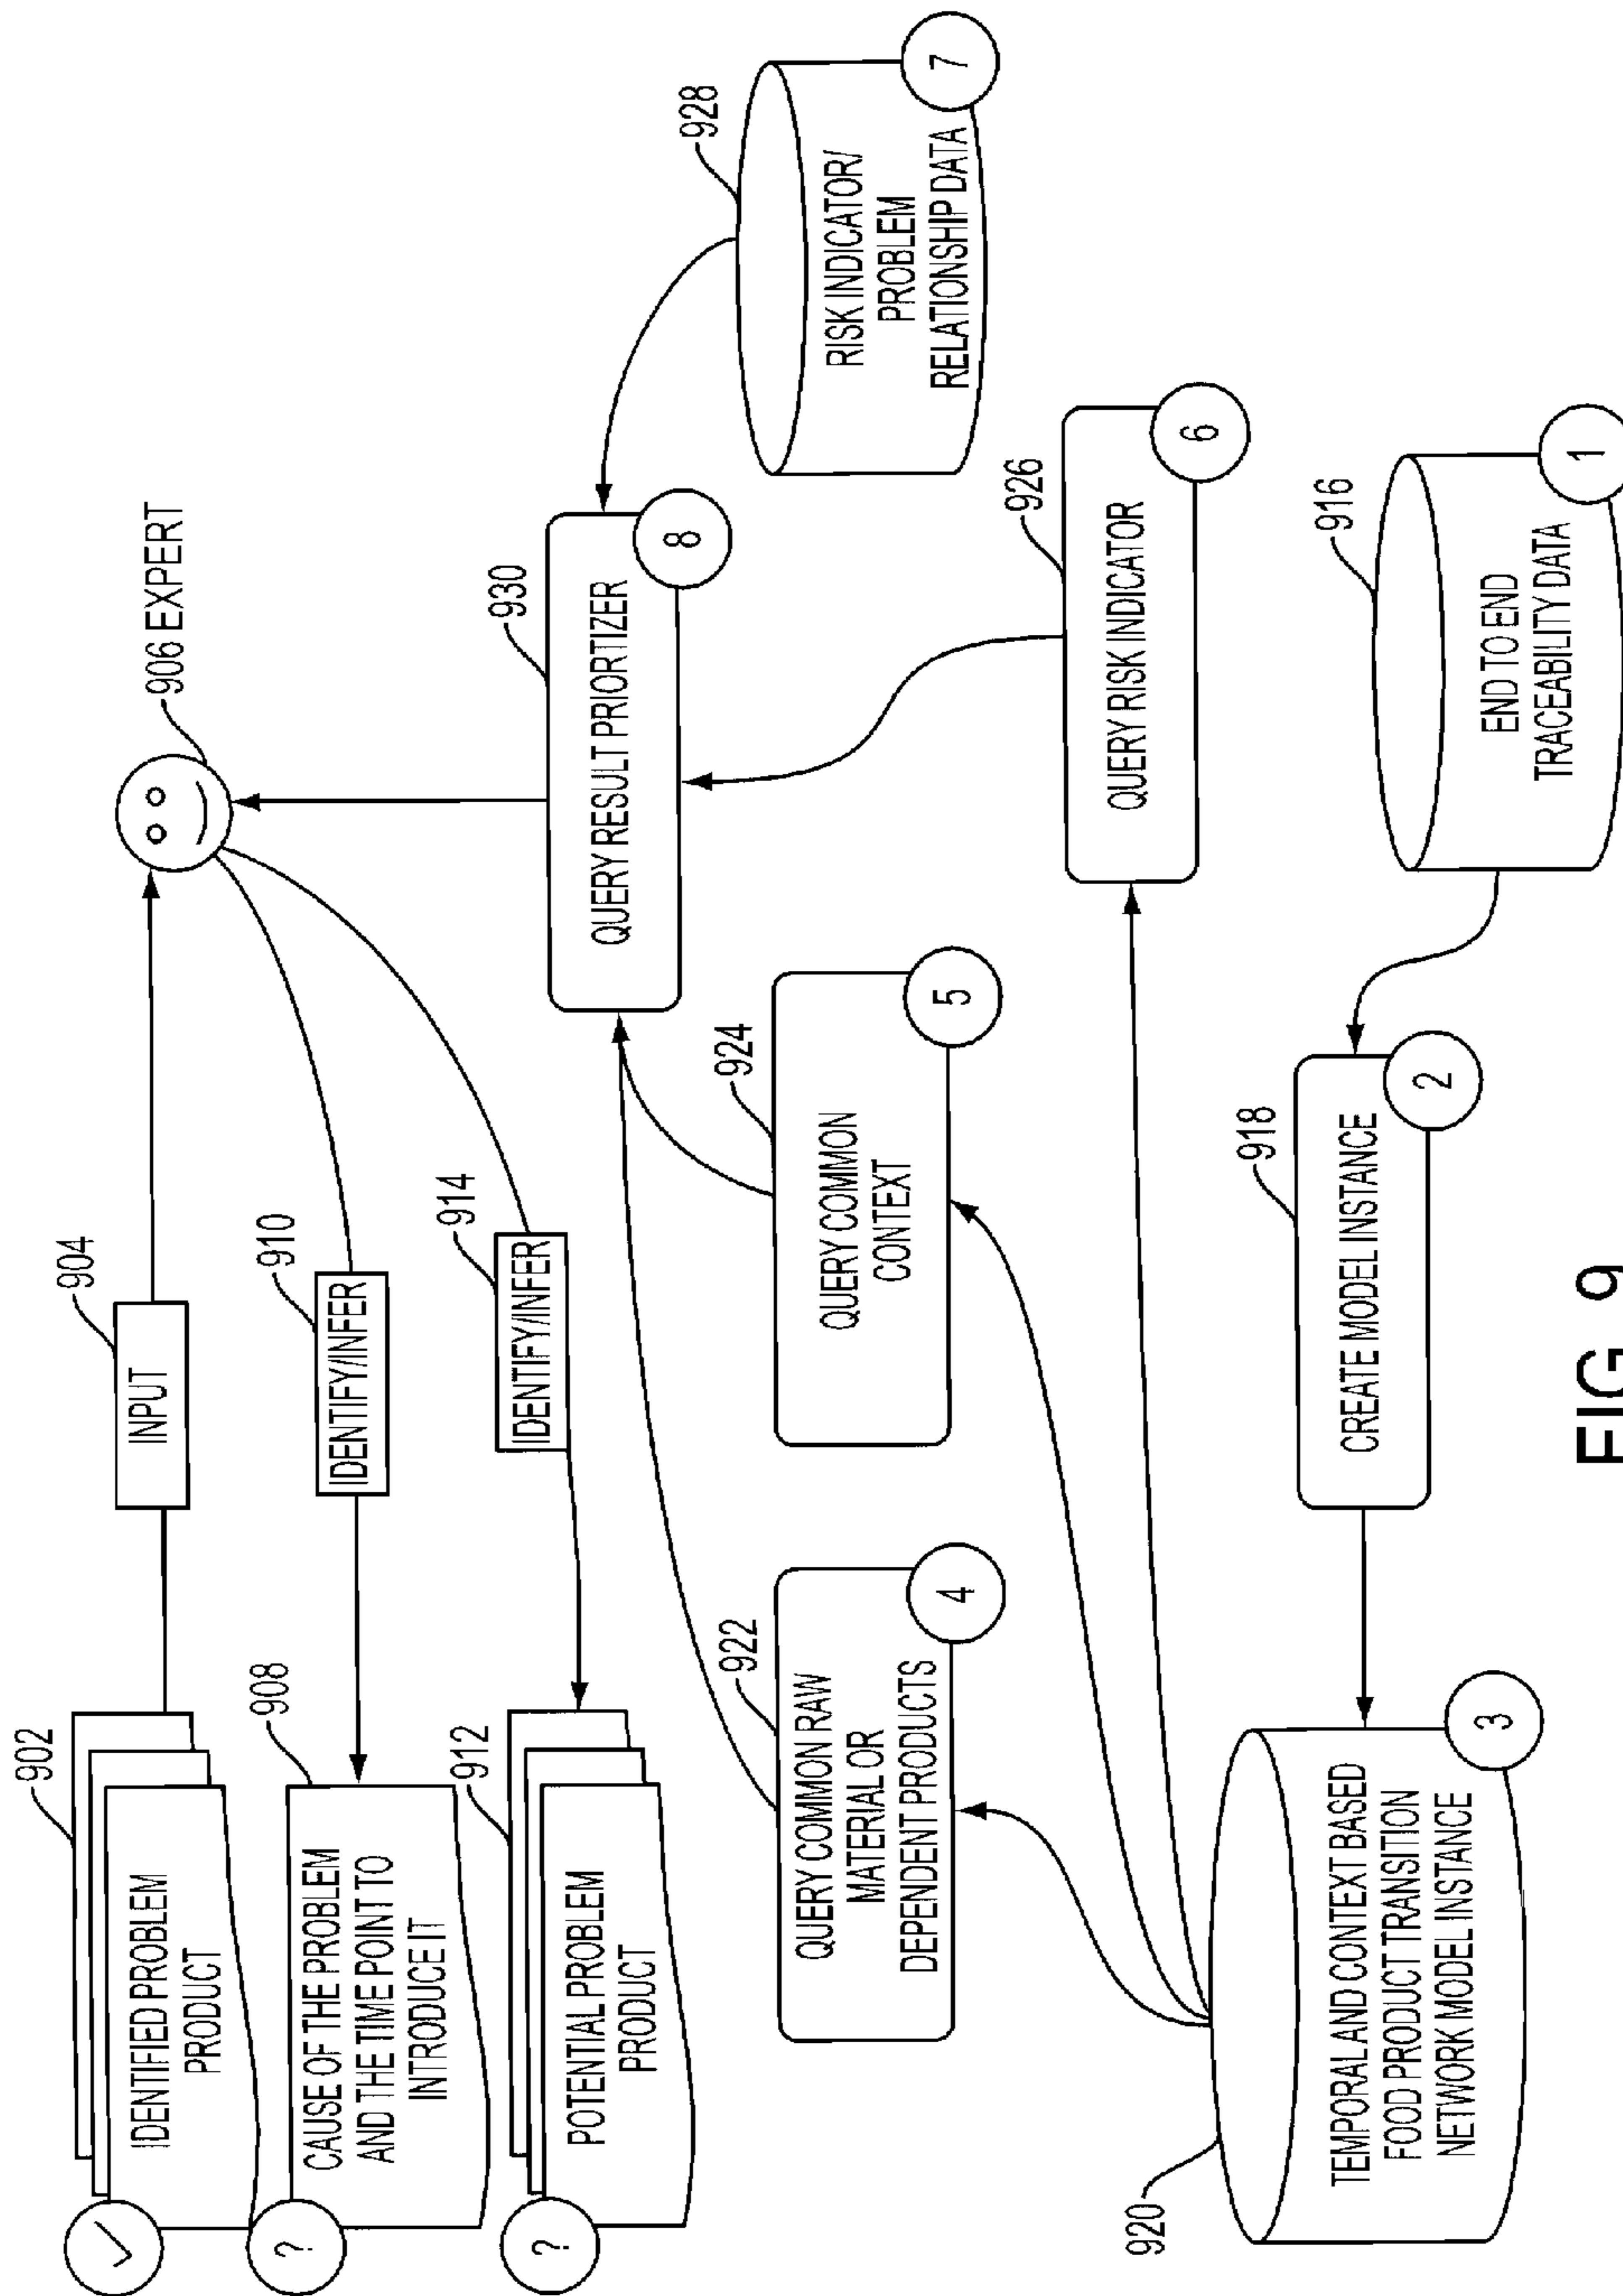 902
IDENTIFIED PROBLEM
PRODUCT
904
INPUT
906 EXPERT
908
?
CAUSE OF THE PROBLEM
AND THE TIME POINT TO
INTRODUCE IT
910
IDENTIFY/INFER
912
?
POTENTIAL PROBLEM
PRODUCT
914
IDENTIFY/INFER
930
QUERY RESULT PRIORTIZER
8
928
RISK INDICATOR/
PROBLEM
RELATIONSHIP DATA
7
922
QUERY COMMON RAW
MATERIAL OR
DEPENDENT PRODUCTS
4
924
QUERY COMMON
CONTEXT
5
926
QUERY RISK INDICATOR
6
920
TEMPORAL AND CONTEXT BASED
FOOD PRODUCT TRANSITION
NETWORK MODEL INSTANCE
3
918
CREATE MODEL INSTANCE
2
916
END TO END
TRACEABILITY DATA
1
FIG. 9